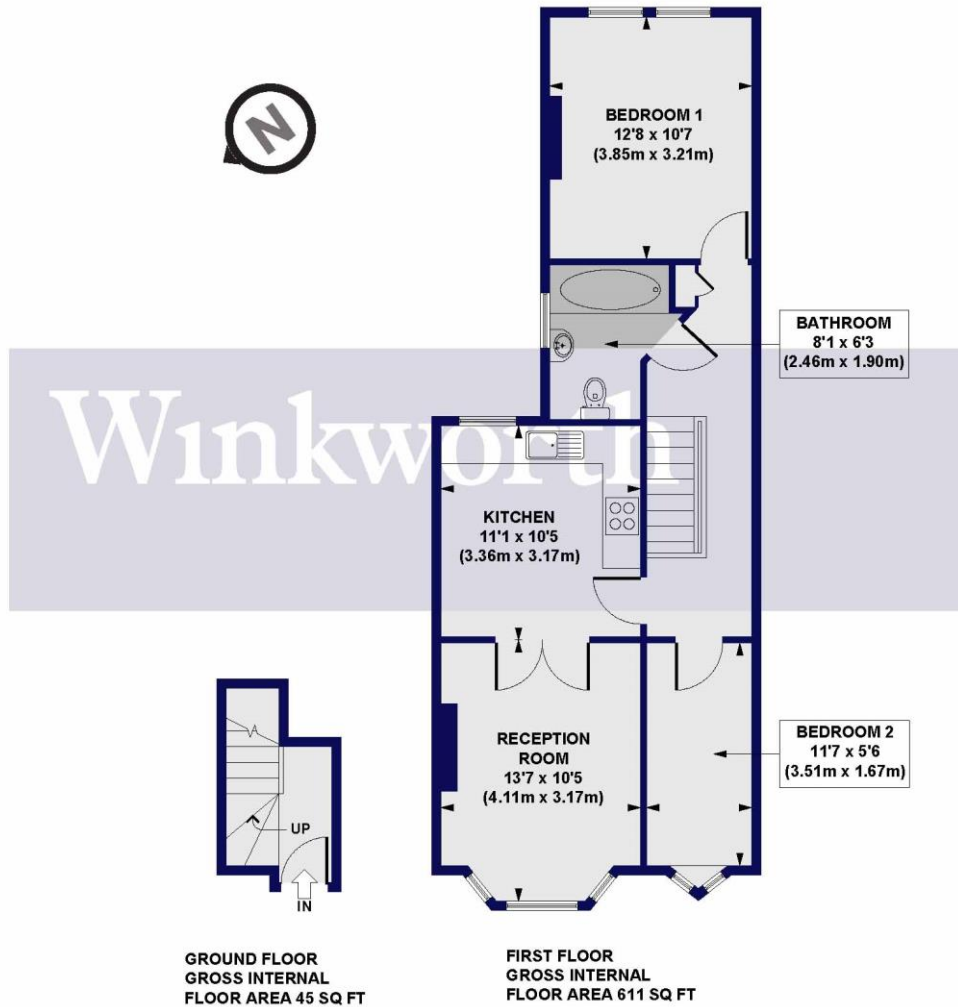 N
BEDROOM 1
12'8 x 10'7
(3.85m x 3.21m)
BATHROOM
8'1 x 6'3
(2.46m x 1.90m)
Winkworth
KITCHEN
11'1 x 10'5
(3.36m x 3.17m)
RECEPTION
ROOM
13'7 x 10'5
(4.11m x 3.17m)
BEDROOM 2
11'7 x 5'6
(3.51m x 1.67m)
UP
IN
GROUND FLOOR
GROSS INTERNAL
FLOOR AREA 45 SQ FT
FIRST FLOOR
GROSS INTERNAL
FLOOR AREA 611 SQ FT